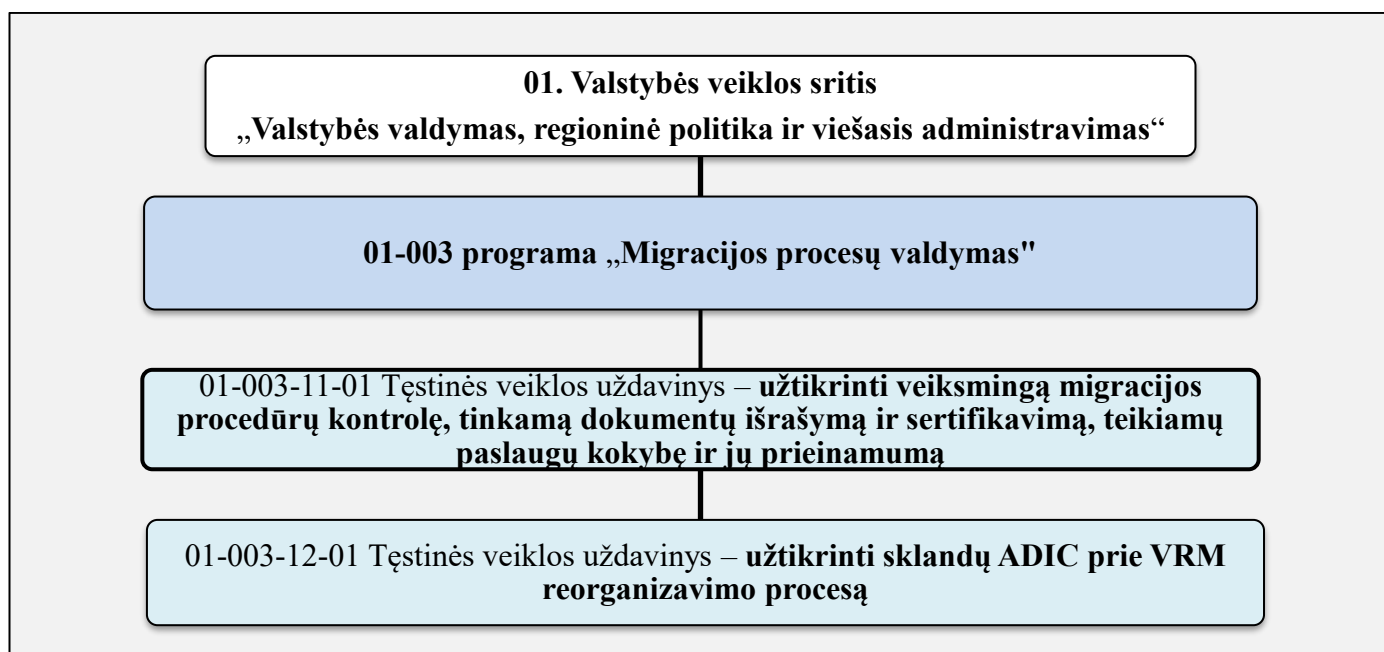 01. Valstybės veiklos sritis
„Valstybės valdymas, regioninė politika ir viešasis administravimas“
01-003 programa „Migracijos procesų valdymas"
01-003-11-01 Tęstinės veiklos uždavinys – užtikrinti veiksmingą migracijos
procedūrų kontrolę, tinkamą dokumentų išrašymą ir sertifikavimą, teikiamų
paslaugų kokybę ir jų prieinamumą
01-003-12-01 Tęstinės veiklos uždavinys – užtikrinti sklandų ADIC prie VRM
reorganizavimo procesą